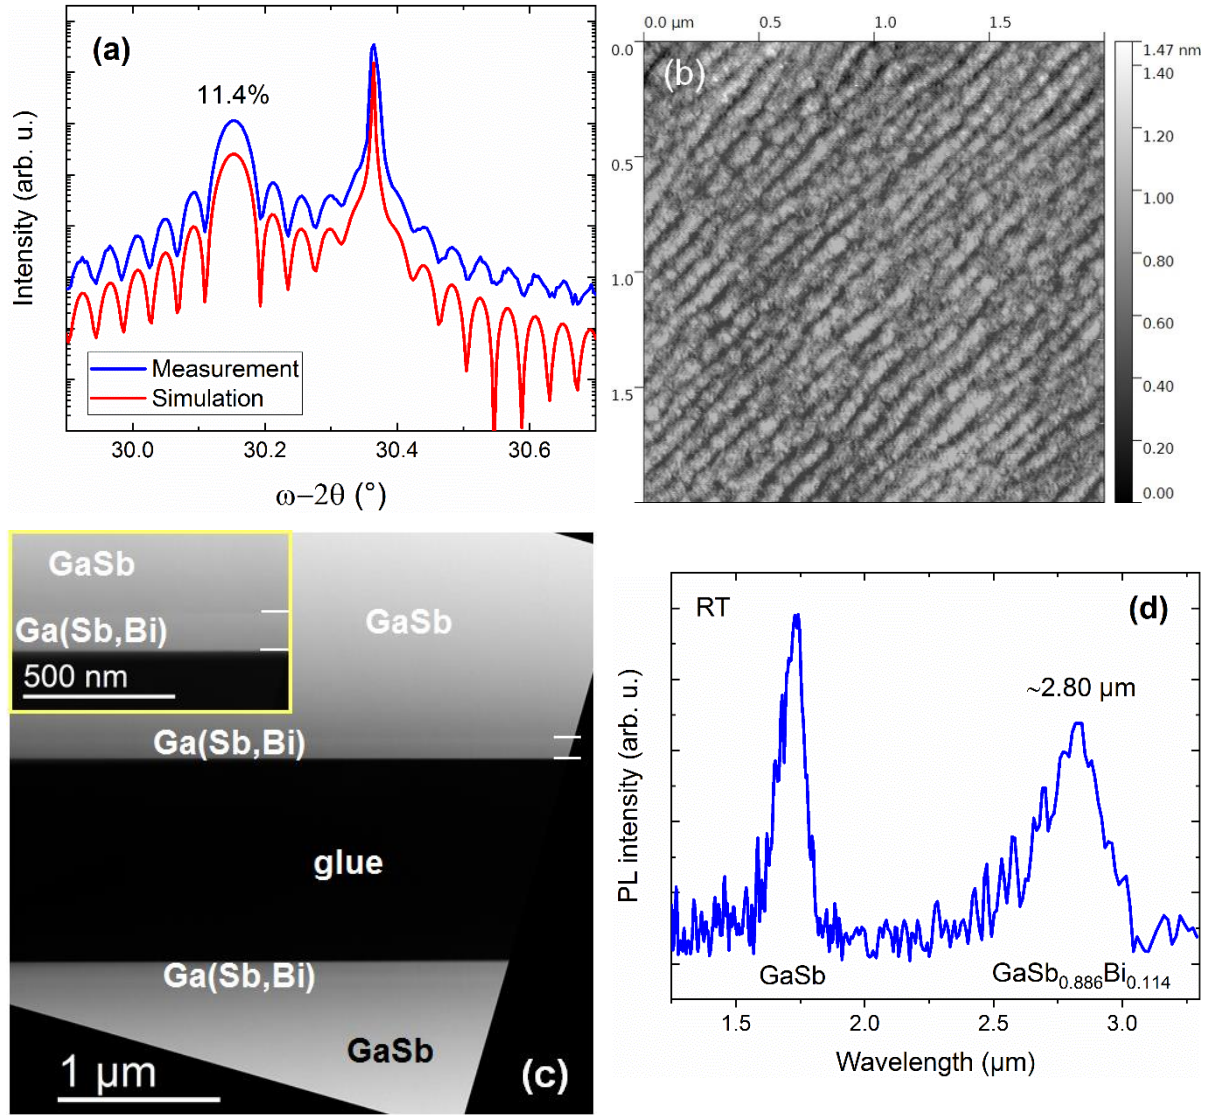 (a)
11.4%
Intensity (arb. u.)
Measurement
Simulation
30.0 30.2 30.4 30.6
ω−2θ (°)
0.0 µm 0.5 1.0 1.5
0.0
0.5
1.0
1.5
(b)
1.47 nm
1.40
1.20
1.00
0.80
0.60
0.40
0.20
0.00
GaSb
Ga(Sb,Bi)
500 nm
GaSb
Ga(Sb,Bi)
glue
Ga(Sb,Bi)
GaSb
1 µm
(c)
RT
(d)
~2.80 µm
PL intensity (arb. u.)
GaSb
GaSb0.886Bi0.114
1.5 2.0 2.5 3.0
Wavelength (µm)